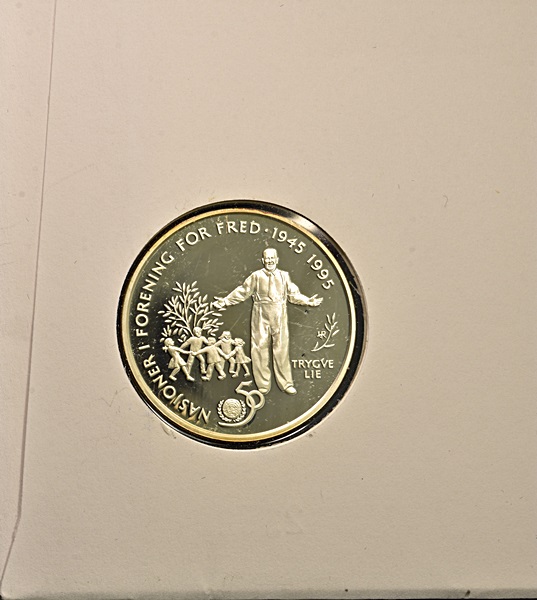 NASJONER I FORENING FOR FRED · 1945 1995
TRYGVE
LIE
50